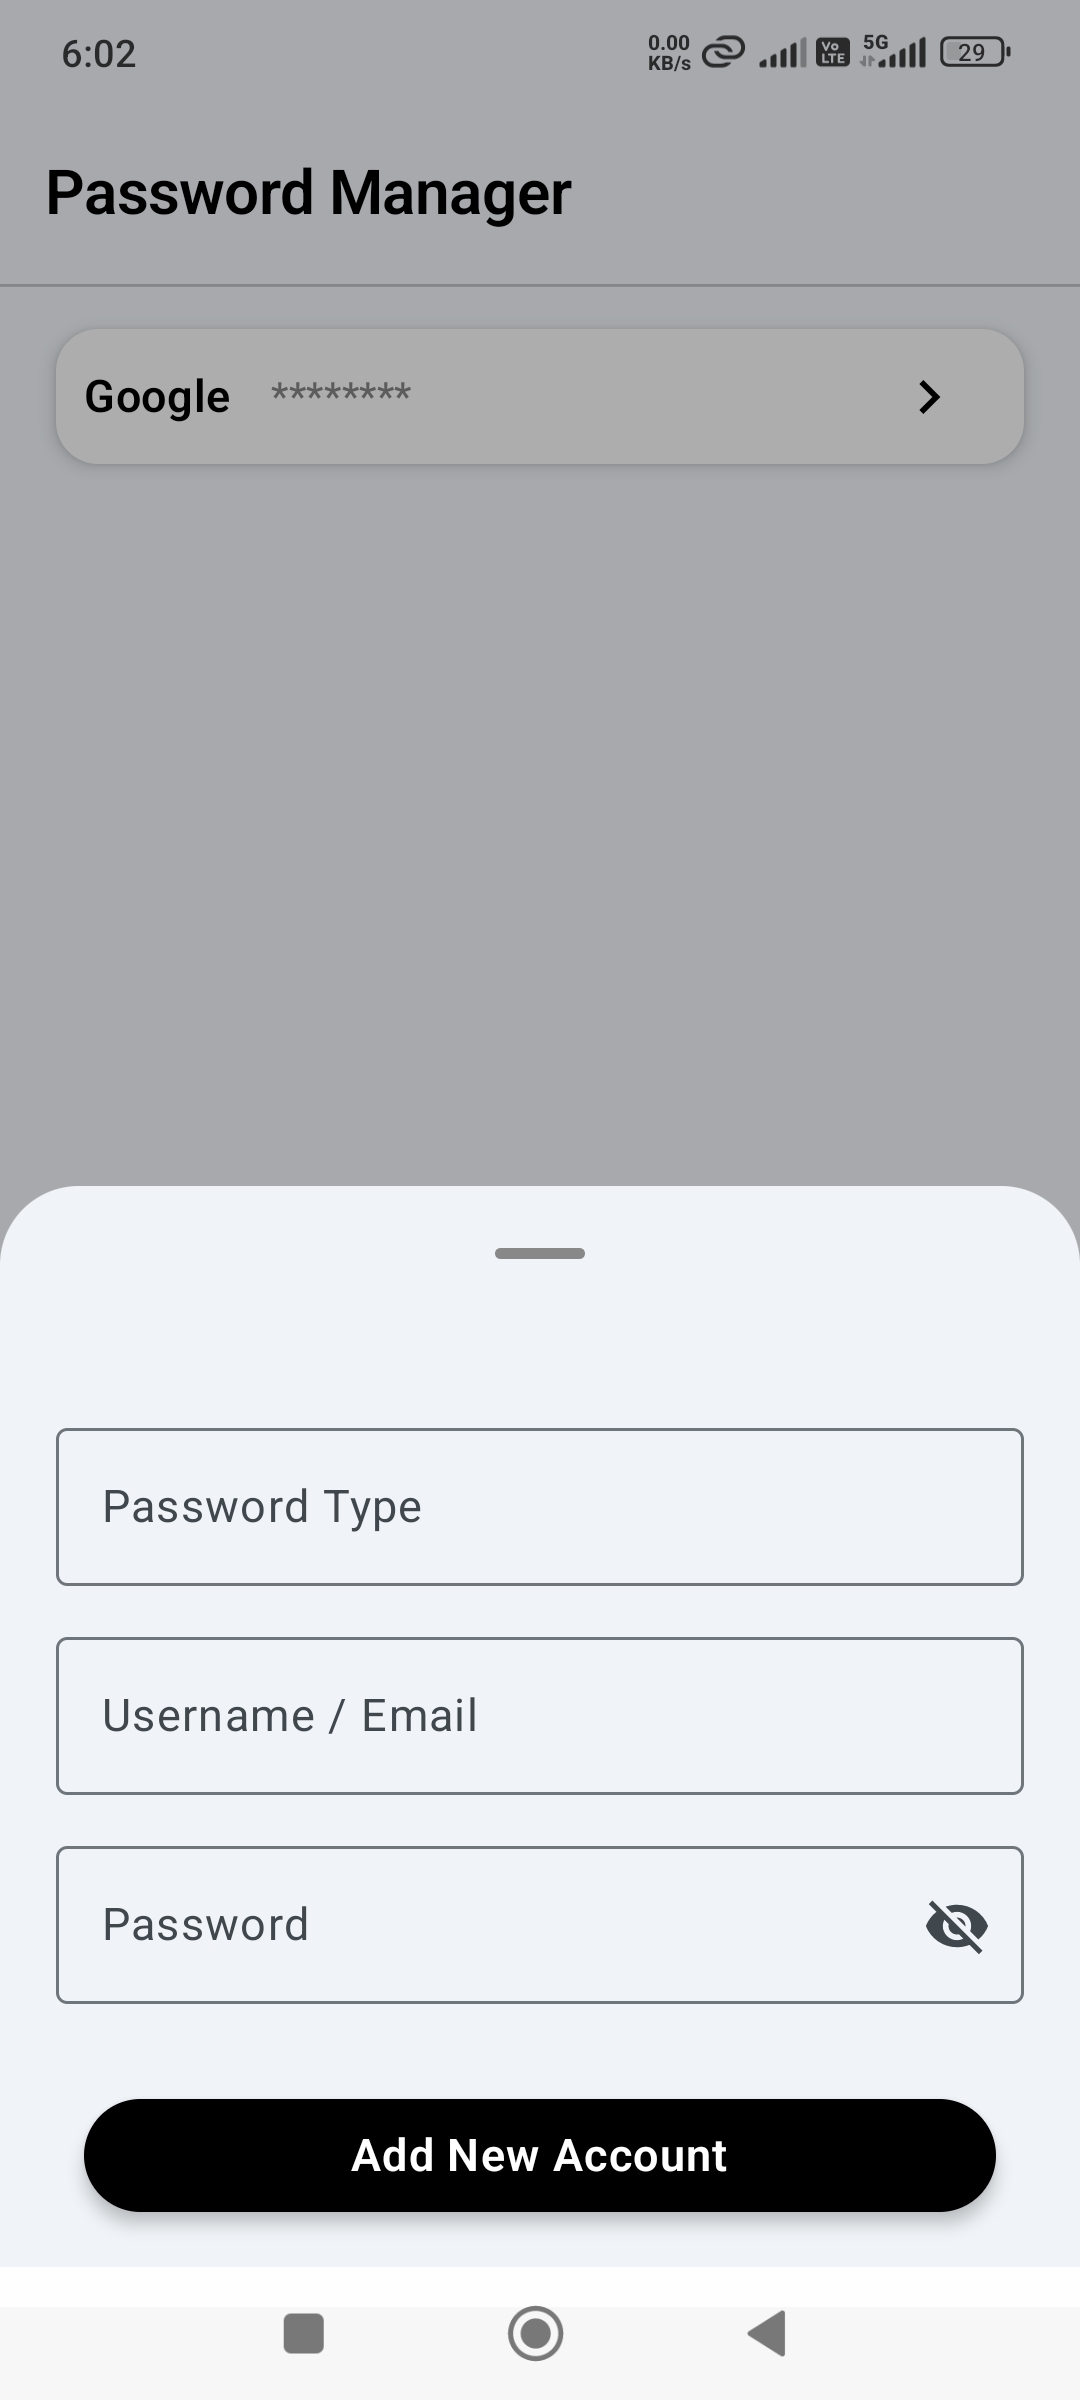 6:02
0.00
KB/s
Vo
LTE
5G
29
Password Manager
Google ********
Password Type
Username / Email
Password
Add New Account